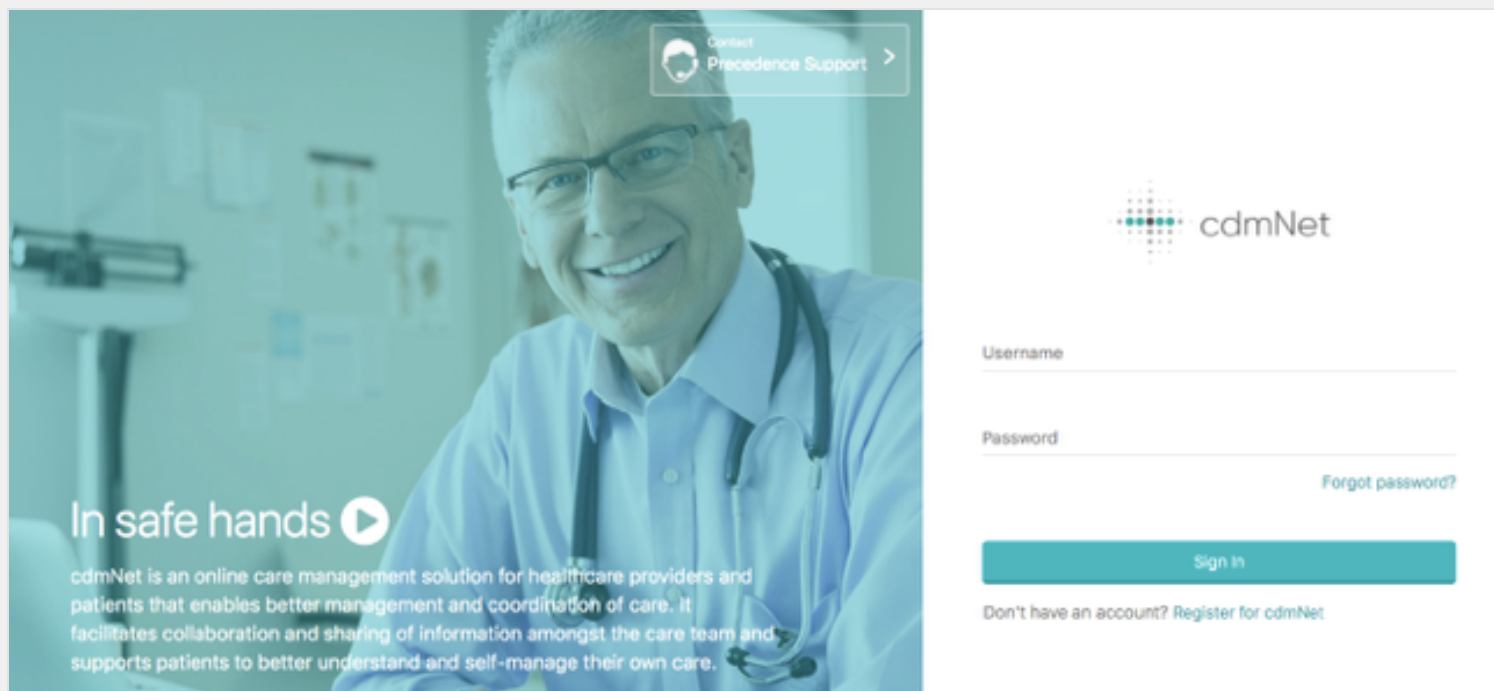 Contact
Precedence Support
In safe hands
cdmNet is an online care management solution for healthcare providers and
patients that enables better management and coordination of care. It
facilitates collaboration and sharing of information amongst the care team and
supports patients to better understand and self-manage their own care.
cdmNet
Username
Password
Forgot password?
Sign In
Don't have an account? Register for cdmNet